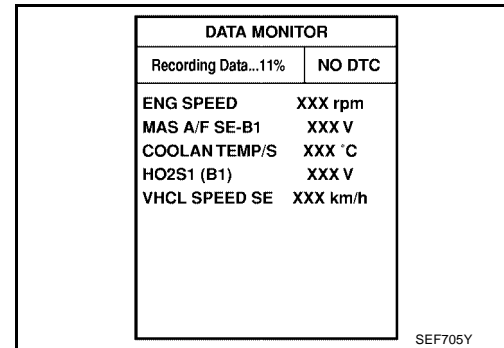 DATA MONITOR
Recording Data...11% NO DTC
ENG SPEED XXX rpm
MAS A/F SE-B1 XXX V
COOLAN TEMP/S XXX °C
HO2S1 (B1) XXX V
VHCL SPEED SE XXX km/h
SEF705Y